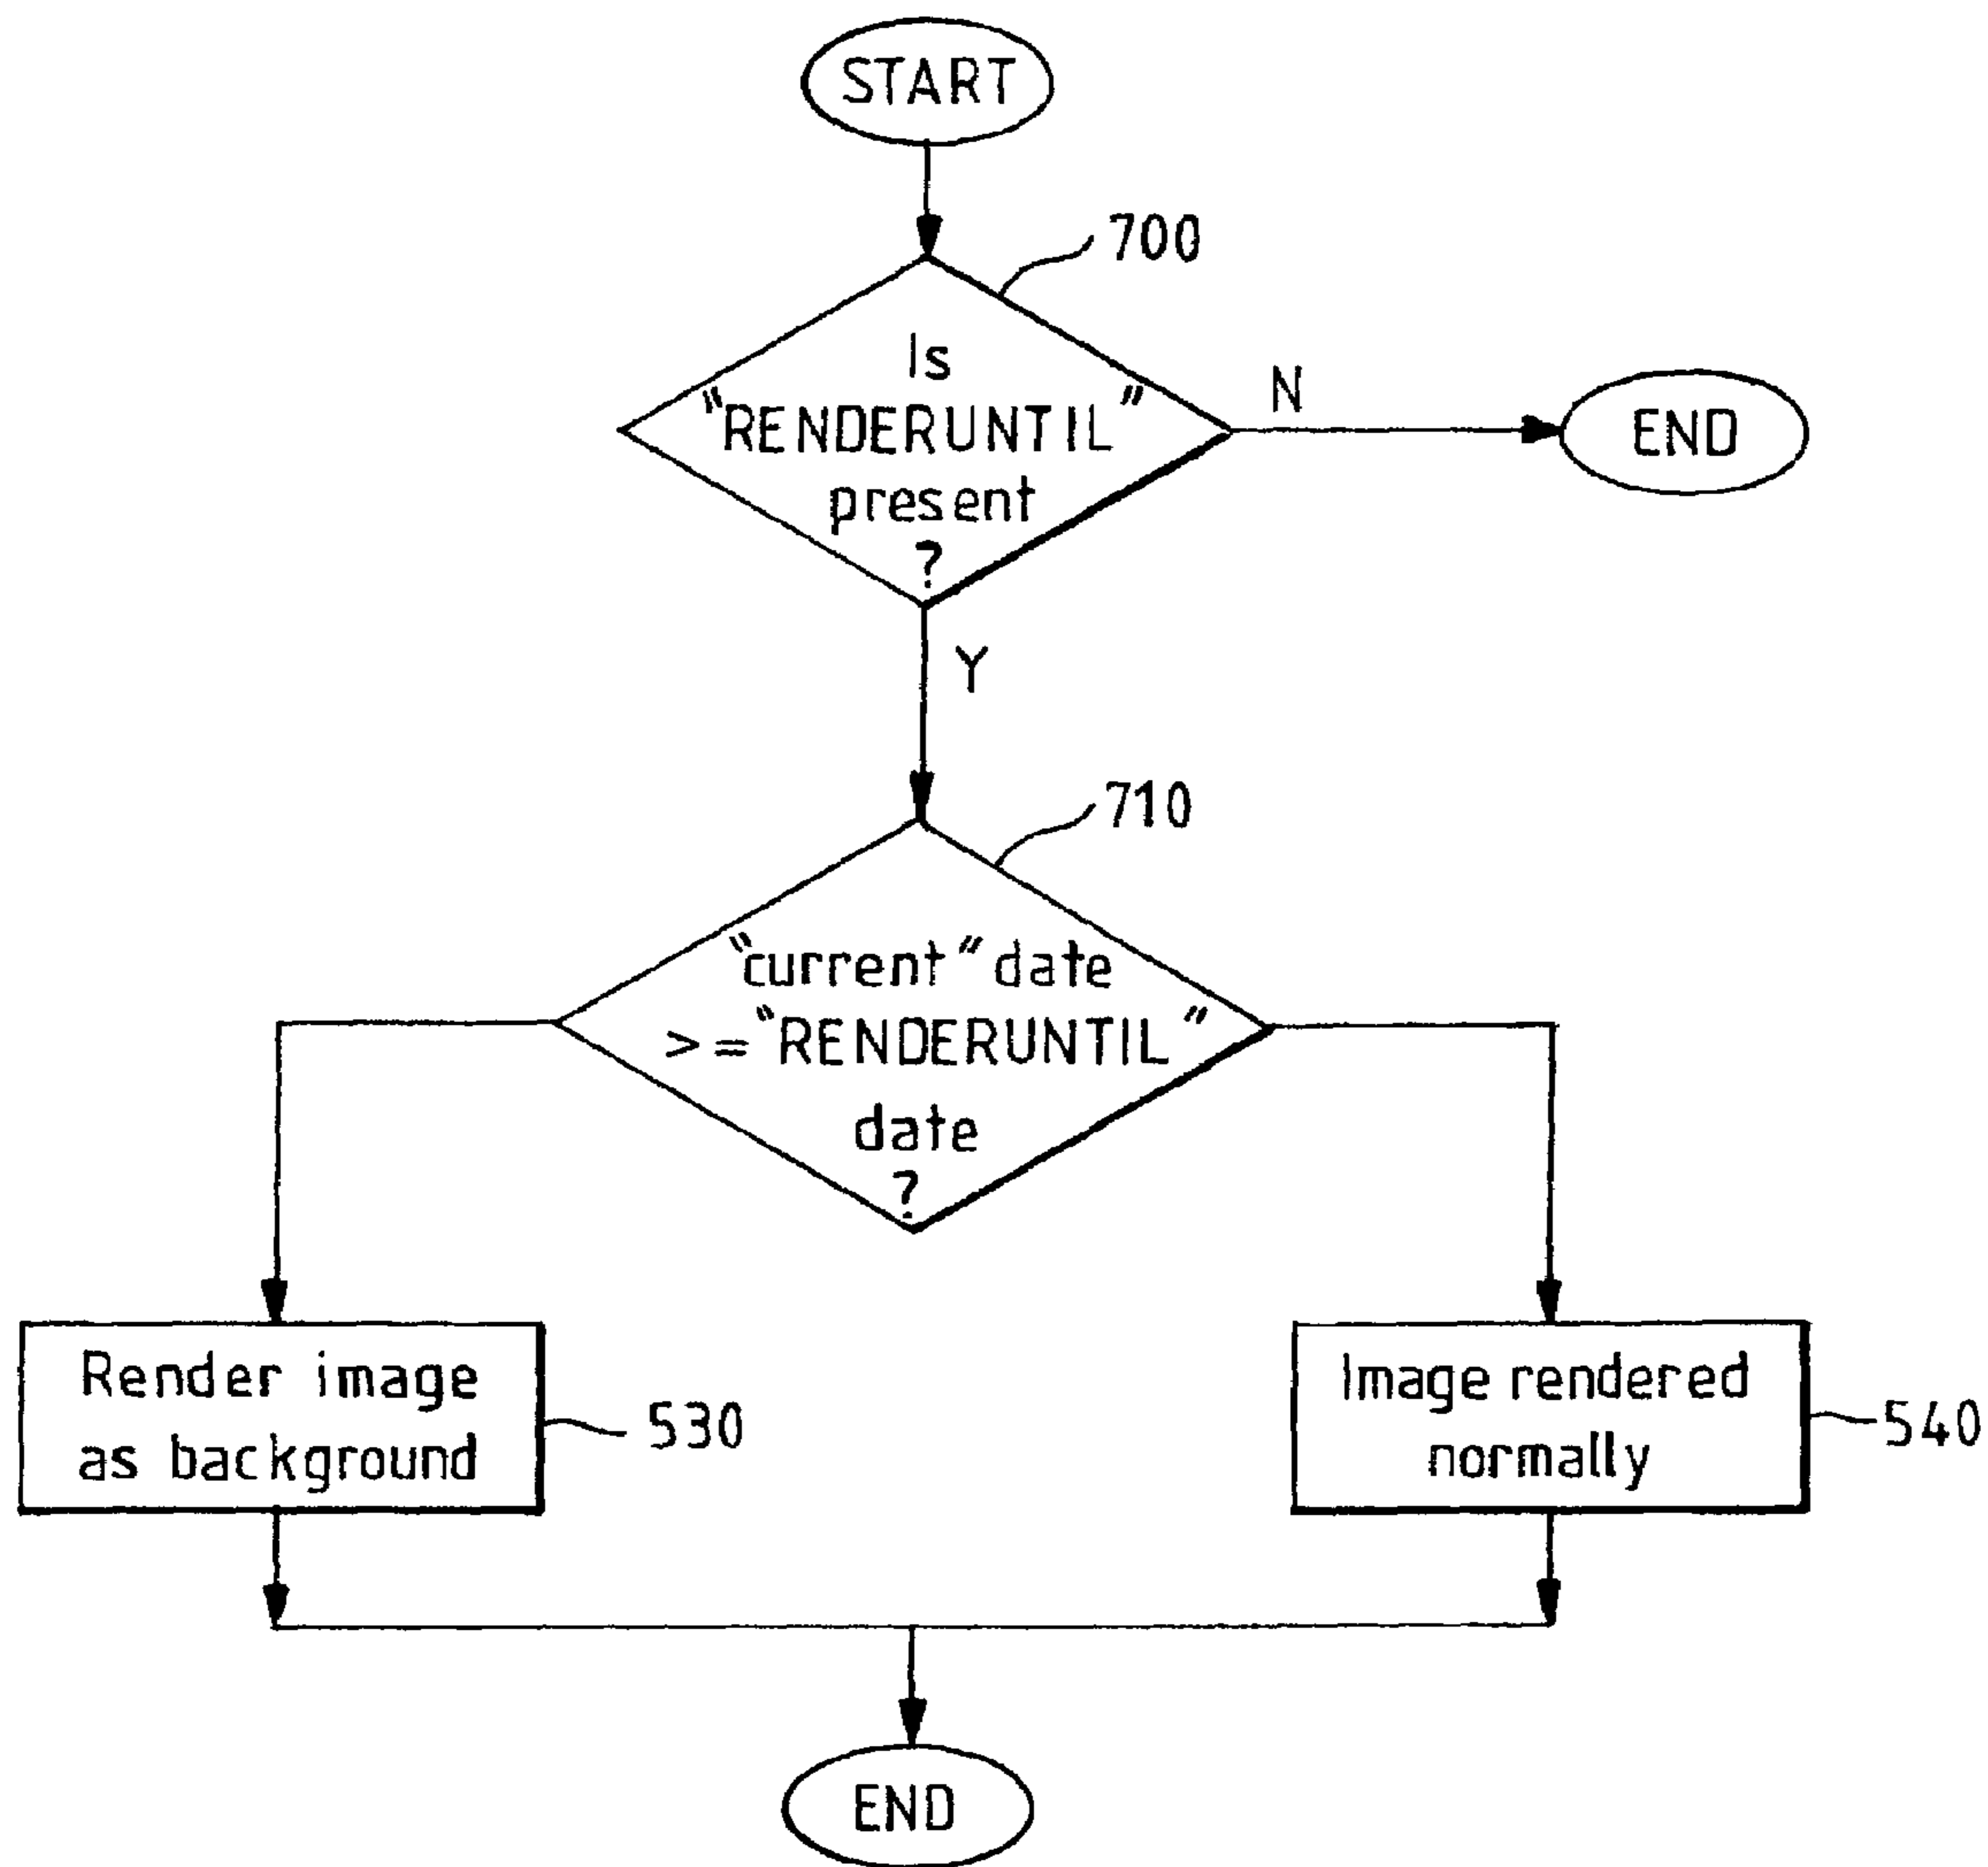 START
700
Is
"RENDERUNTIL"
present
?
N
END
Y
710
"current" date
>= "RENDERUNTIL"
date
?
Render image
as background
530
Image rendered
normally
540
END